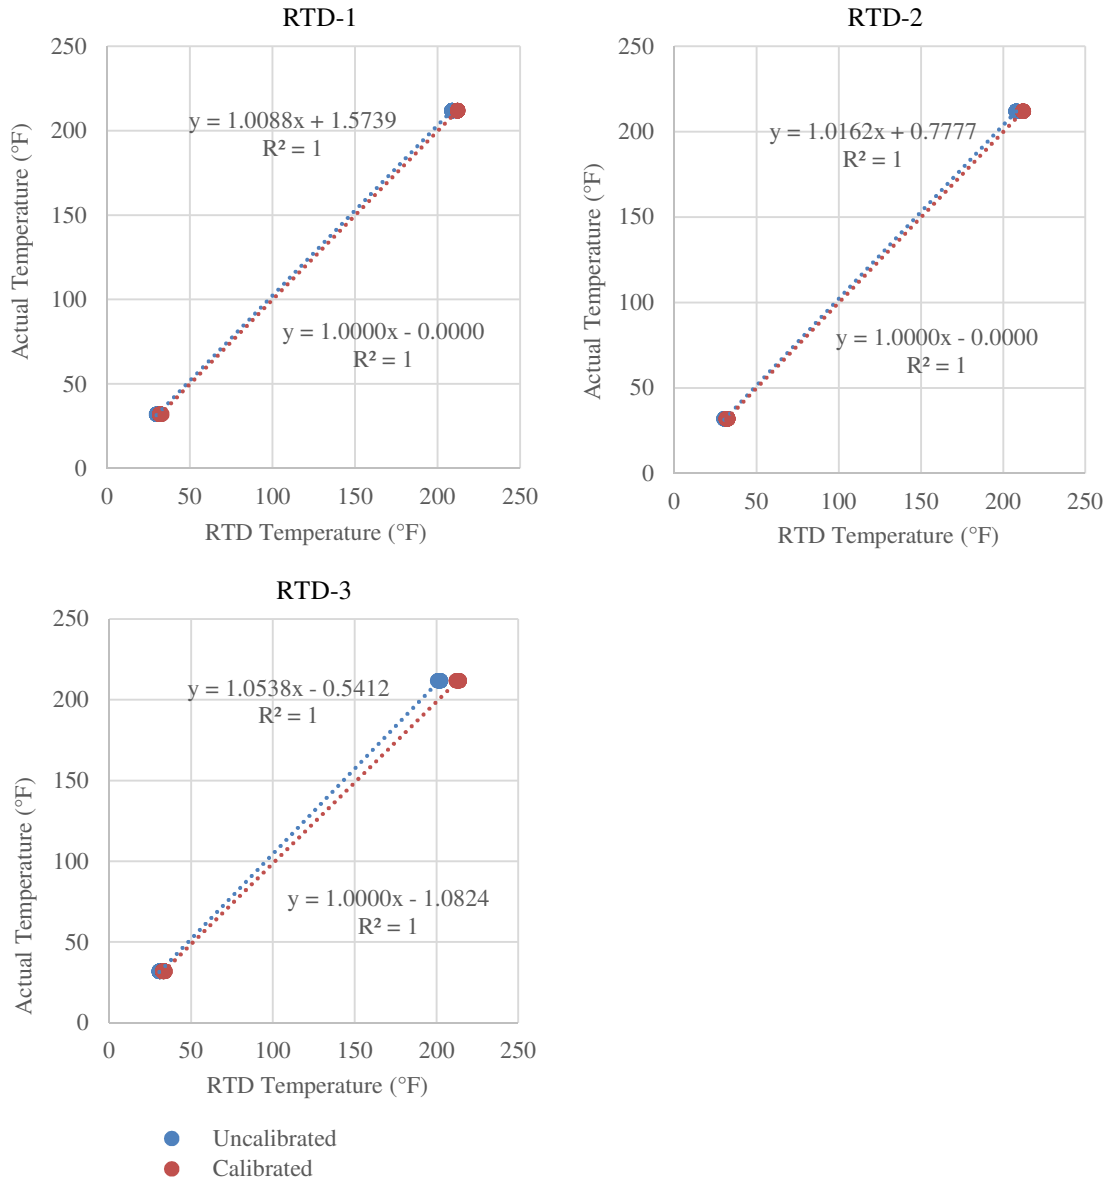 RTD-1
250
200
150
100
50
0
0 50 100 150 200 250
Actual Temperature (°F)
RTD Temperature (°F)
y = 1.0088x + 1.5739
R² = 1
y = 1.0000x - 0.0000
R² = 1
RTD-2
250
200
150
100
50
0
0 50 100 150 200 250
Actual Temperature (°F)
RTD Temperature (°F)
y = 1.0162x + 0.7777
R² = 1
y = 1.0000x - 0.0000
R² = 1
RTD-3
250
200
150
100
50
0
0 50 100 150 200 250
Actual Temperature (°F)
RTD Temperature (°F)
y = 1.0538x - 0.5412
R² = 1
y = 1.0000x - 1.0824
R² = 1
Uncalibrated
Calibrated